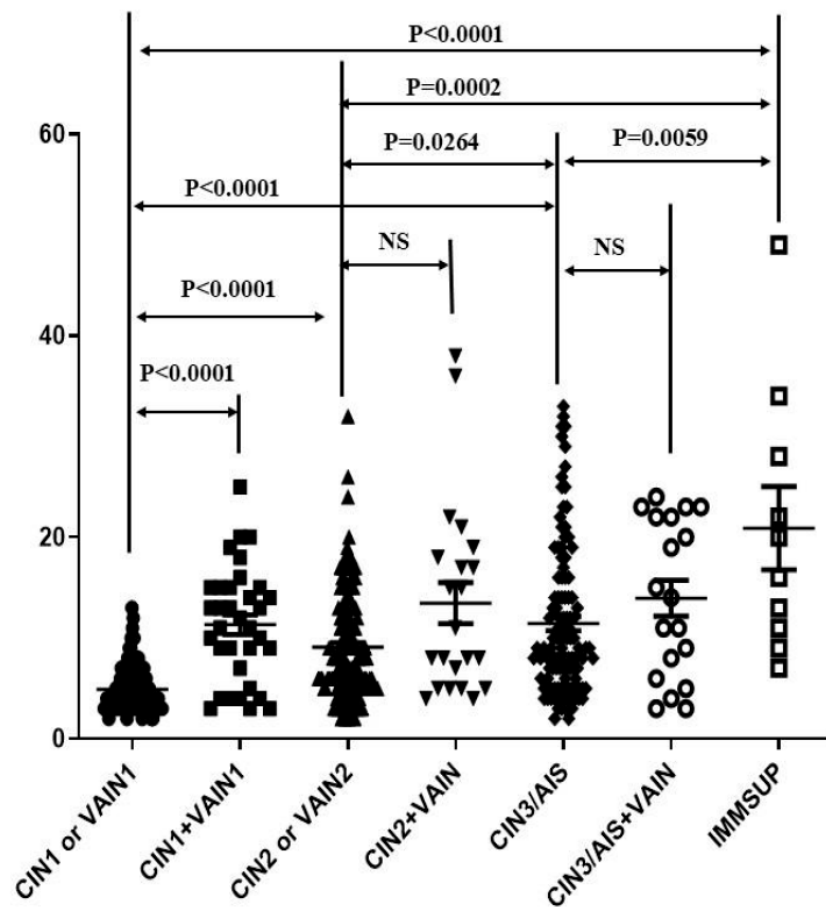 P<0.0001
P=0.0002
P=0.0264
P=0.0059
P<0.0001
NS
NS
P<0.0001
P<0.0001
60
40
20
0
CIN1 or VAIN1
CIN1+VAIN1
CIN2 or VAIN2
CIN2+VAIN
CIN3/AIS
CIN3/AIS+VAIN
IMMSUP